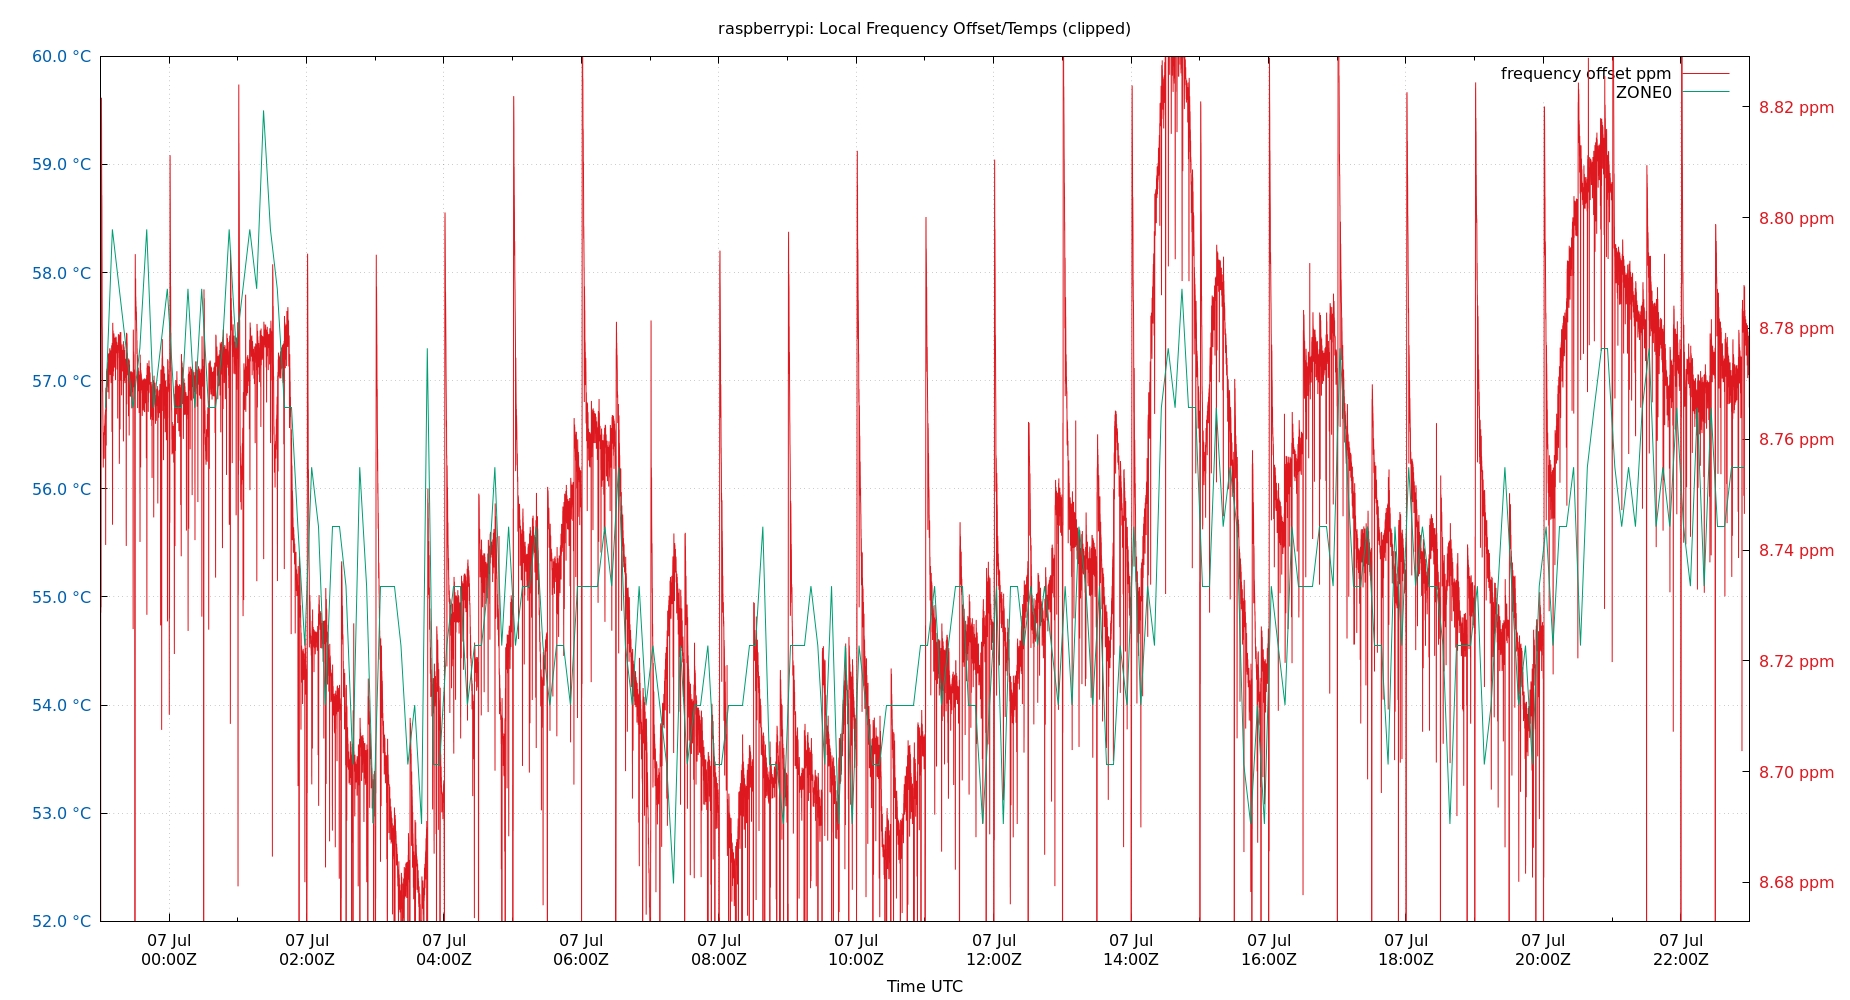 raspberrypi: Local Frequency Offset/Temps (clipped)
60.0 °C
59.0 °C
58.0 °C
57.0 °C
56.0 °C
55.0 °C
54.0 °C
53.0 °C
52.0 °C
frequency offset ppm
ZONE0
8.82 ppm
8.80 ppm
8.78 ppm
8.76 ppm
8.74 ppm
8.72 ppm
8.70 ppm
8.68 ppm
07 Jul
00:00Z
07 Jul
02:00Z
07 Jul
04:00Z
07 Jul
06:00Z
07 Jul
08:00Z
07 Jul
10:00Z
07 Jul
12:00Z
07 Jul
14:00Z
07 Jul
16:00Z
07 Jul
18:00Z
07 Jul
20:00Z
07 Jul
22:00Z
Time UTC